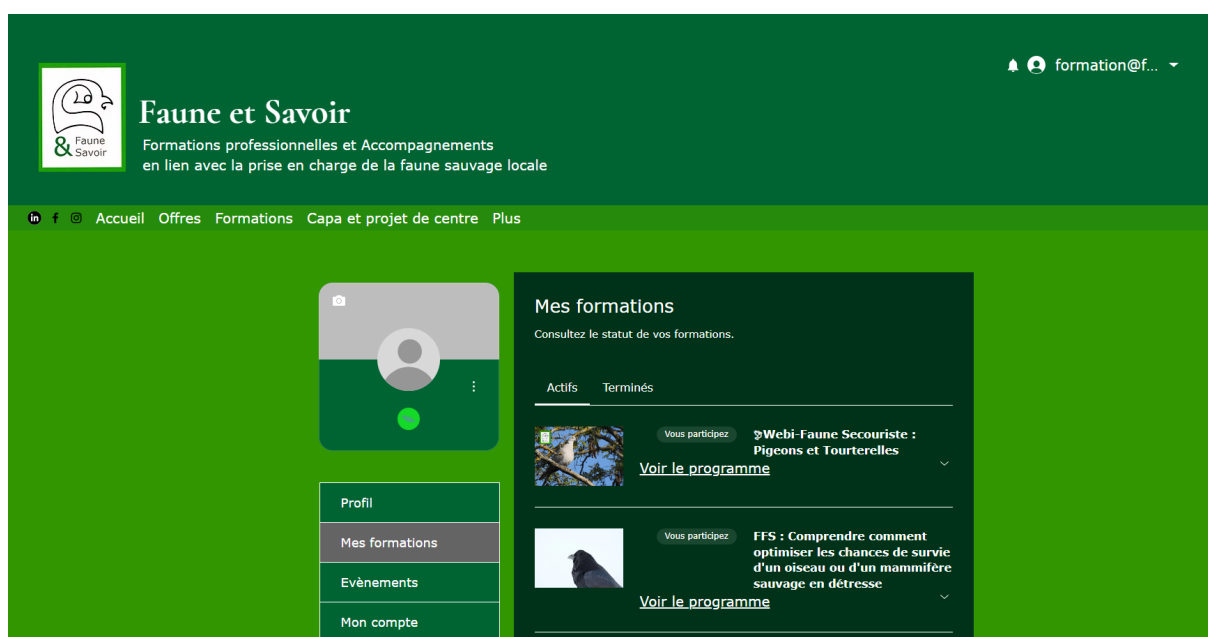 formation@f...
Faune
& Savoir
Faune et Savoir
Formations professionnelles et Accompagnements
en lien avec la prise en charge de la faune sauvage locale
in f Accueil Offres Formations Capa et projet de centre Plus
Mes formations
Consultez le statut de vos formations.
Actifs Terminés
Vous participez
Webi-Faune Secouriste :
Pigeons et Tourterelles
Voir le programme
Vous participez
FFS : Comprendre comment
optimiser les chances de survie
d'un oiseau ou d'un mammifère
sauvage en détresse
Voir le programme
Profil
Mes formations
Evènements
Mon compte